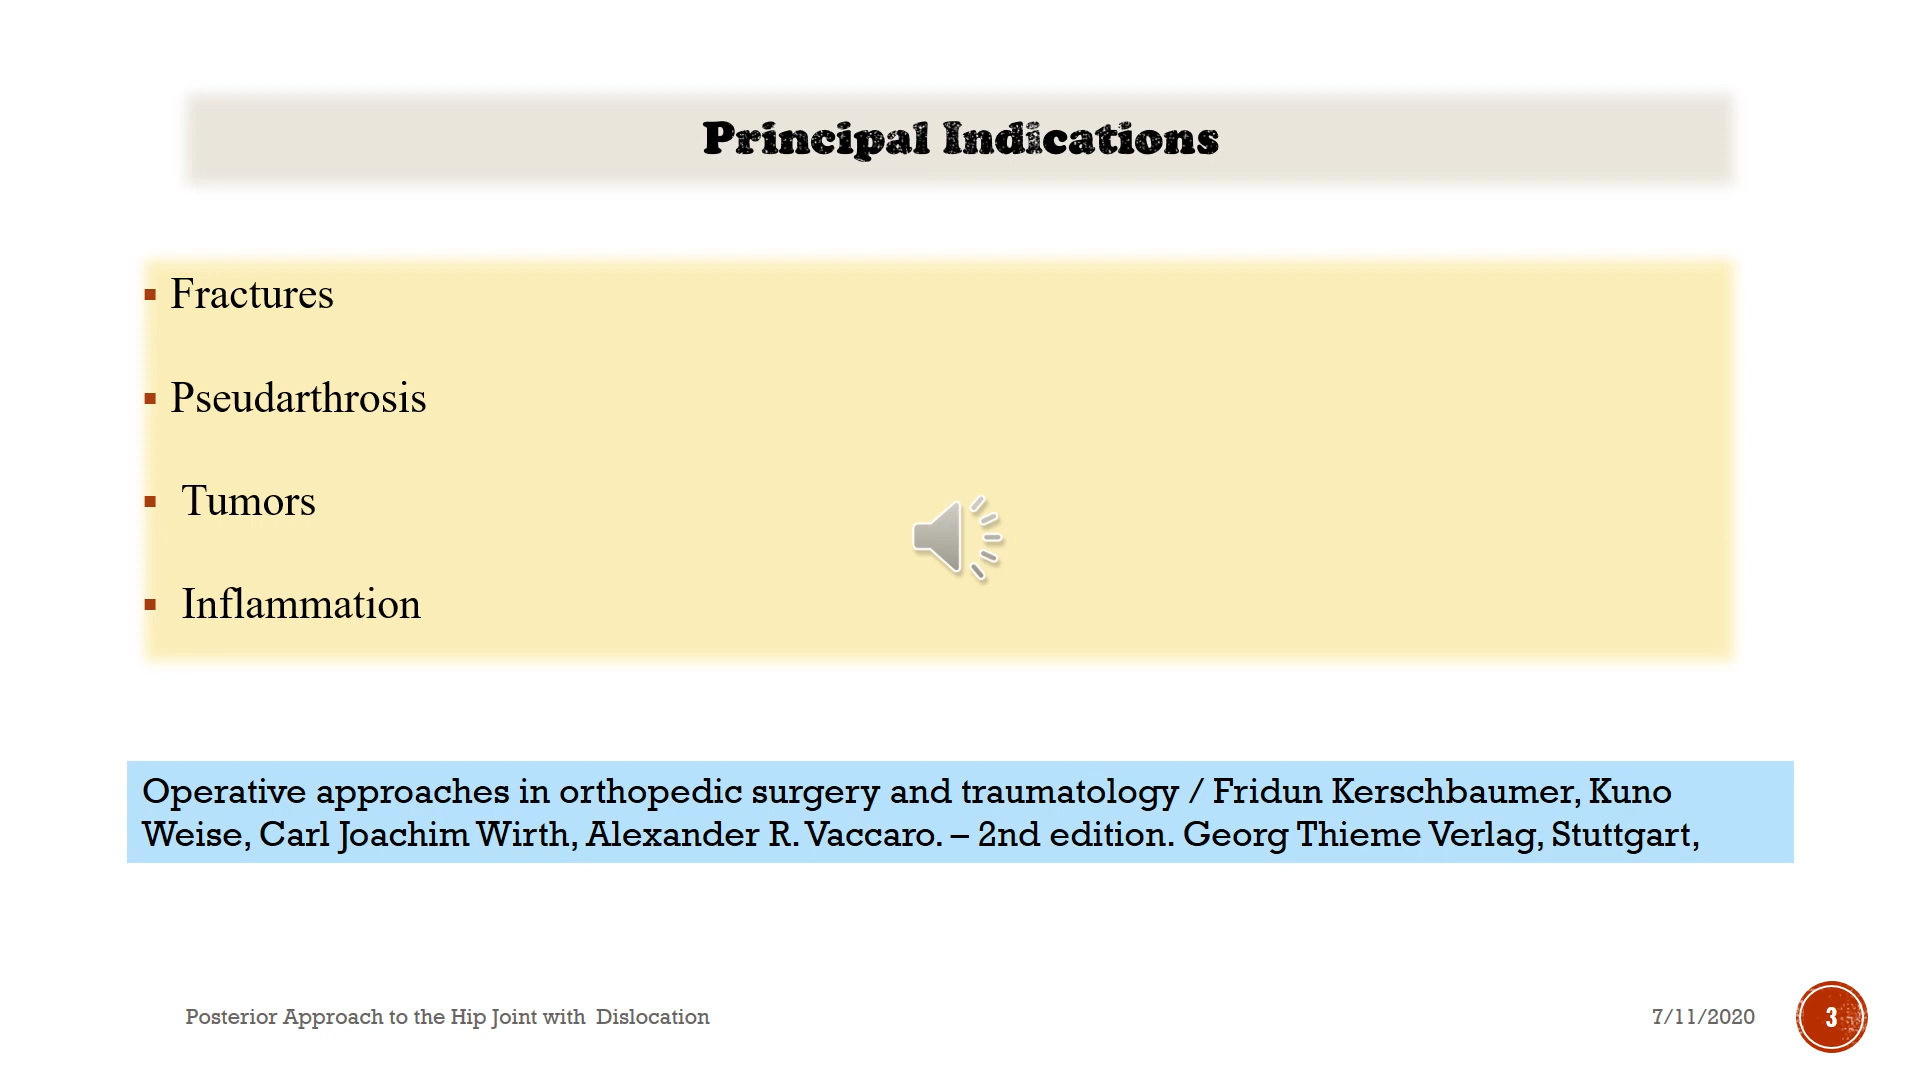 Principal Indications
▪ Fractures
▪ Pseudarthrosis
▪ Tumors
▪ Inflammation
Operative approaches in orthopedic surgery and traumatology / Fridun Kerschbaumer, Kuno
Weise, Carl Joachim Wirth, Alexander R. Vaccaro. – 2nd edition. Georg Thieme Verlag, Stuttgart,
Posterior Approach to the Hip Joint with Dislocation
7/11/2020
3